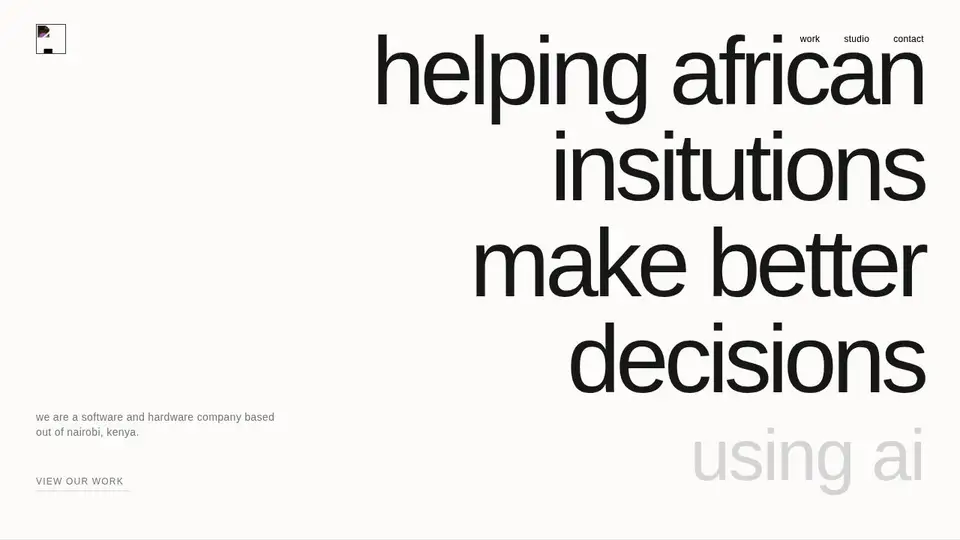 work studio contact
helping african
insitutions
make better
decisions
using ai
we are a software and hardware company based
out of nairobi, kenya.
VIEW OUR WORK